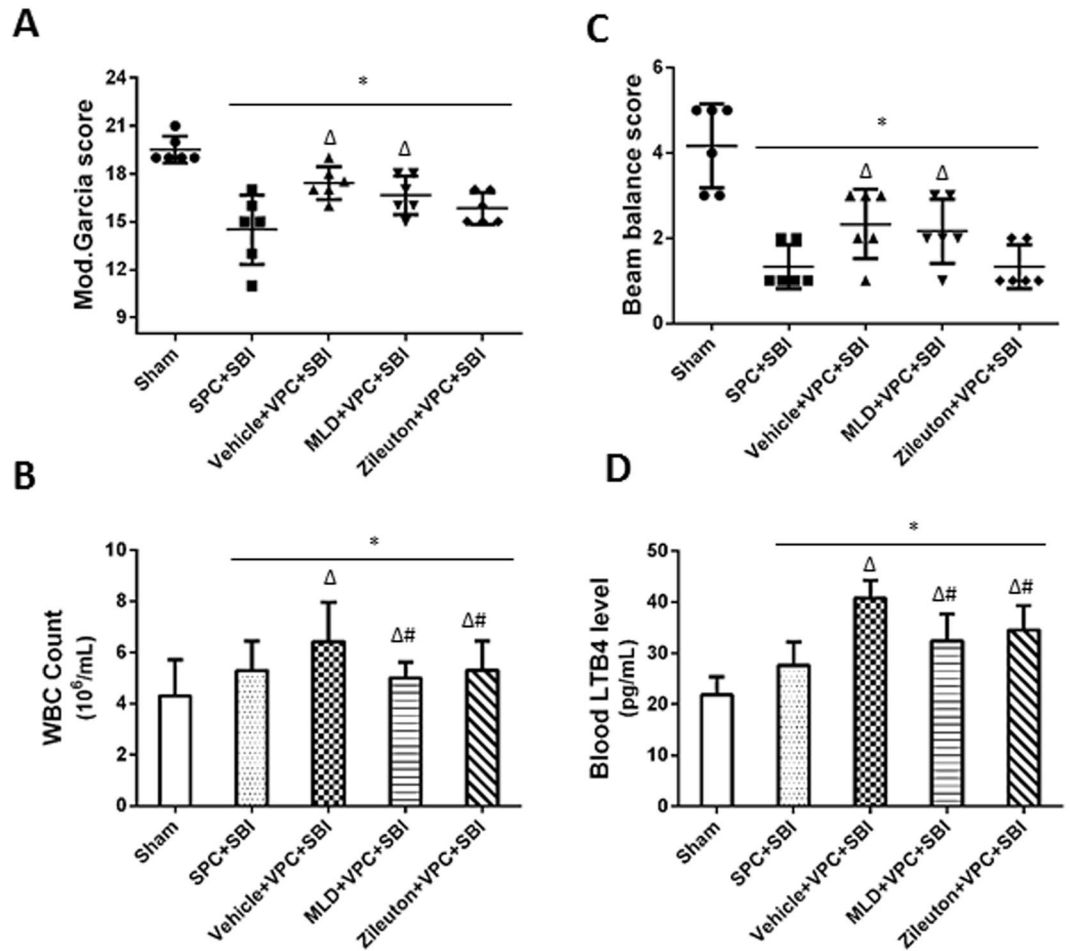 A
Mod.Garcia score
24
21
18
15
12
9
*
Δ
Δ
Sham
SPC+SBI
Vehicle+VPC+SBI
MLD+VPC+SBI
Zileuton+VPC+SBI
C
Beam balance score
6
4
2
0
*
Δ
Δ
Sham
SPC+SBI
Vehicle+VPC+SBI
MLD+VPC+SBI
Zileuton+VPC+SBI
B
WBC Count
(10⁶/mL)
10
8
6
4
2
0
*
Δ
Δ#
Δ#
Sham
SPC+SBI
Vehicle+VPC+SBI
MLD+VPC+SBI
Zileuton+VPC+SBI
D
Blood LTB4 level
(pg/mL)
50
40
30
20
10
0
*
Δ
Δ#
Δ#
Sham
SPC+SBI
Vehicle+VPC+SBI
MLD+VPC+SBI
Zileuton+VPC+SBI